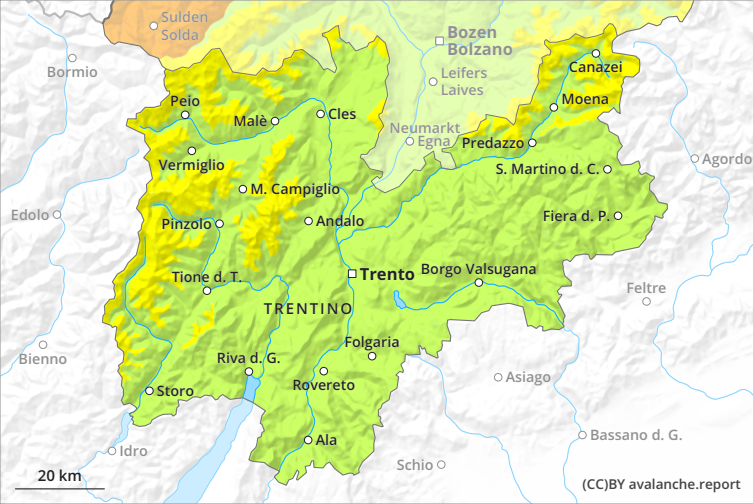 Sulden
Solda
Bozen
Bolzano
Bormio
Leifers
Laives
Canazei
Peio
Moena
Malè
Cles
Neumarkt
Egna
Predazzo
Vermiglio
Agordo
S. Martino d. C.
M. Campiglio
Edolo
Pinzolo
Andalo
Fiera d. P.
Trento
Borgo Valsugana
Tione d. T.
Feltre
TRENTINO
Folgaria
Bienno
Riva d. G.
Storo
Rovereto
Asiago
Ala
Bassano d. G.
Idro
Schio
20 km
(CC)BY avalanche.report